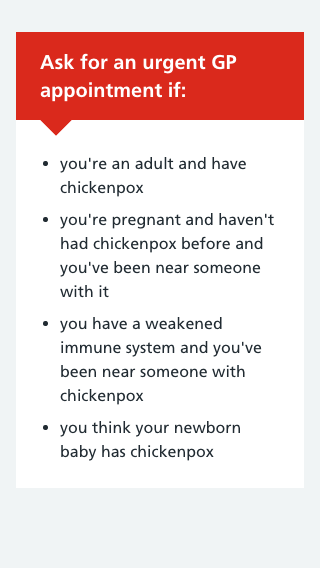 Ask for an urgent GP
appointment if:
• you're an adult and have
chickenpox
• you're pregnant and haven't
had chickenpox before and
you've been near someone
with it
• you have a weakened
immune system and you've
been near someone with
chickenpox
• you think your newborn
baby has chickenpox